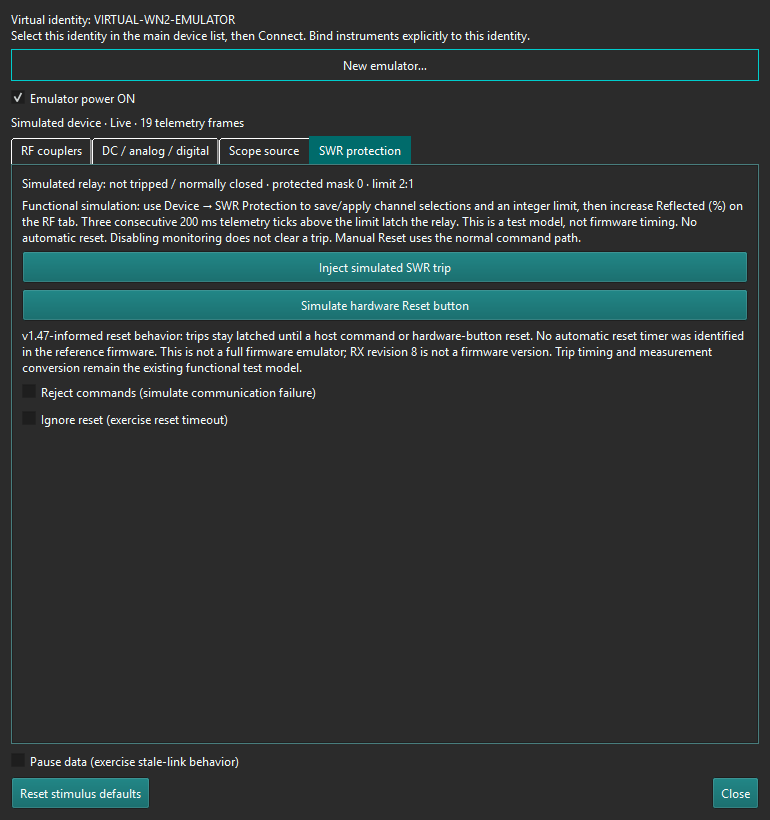 Virtual identity: VIRTUAL-WN2-EMULATOR
Select this identity in the main device list, then Connect. Bind instruments explicitly to this identity.
New emulator...
Emulator power ON
Simulated device · Live · 19 telemetry frames
RF couplers
DC / analog / digital
Scope source
SWR protection
Simulated relay: not tripped / normally closed · protected mask 0 · limit 2:1
Functional simulation: use Device → SWR Protection to save/apply channel selections and an integer limit, then increase Reflected (%) on
the RF tab. Three consecutive 200 ms telemetry ticks above the limit latch the relay. This is a test model, not firmware timing. No
automatic reset. Disabling monitoring does not clear a trip. Manual Reset uses the normal command path.
Inject simulated SWR trip
Simulate hardware Reset button
v1.47-informed reset behavior: trips stay latched until a host command or hardware-button reset. No automatic reset timer was identified
in the reference firmware. This is not a full firmware emulator; RX revision 8 is not a firmware version. Trip timing and measurement
conversion remain the existing functional test model.
Reject commands (simulate communication failure)
Ignore reset (exercise reset timeout)
Pause data (exercise stale-link behavior)
Reset stimulus defaults
Close